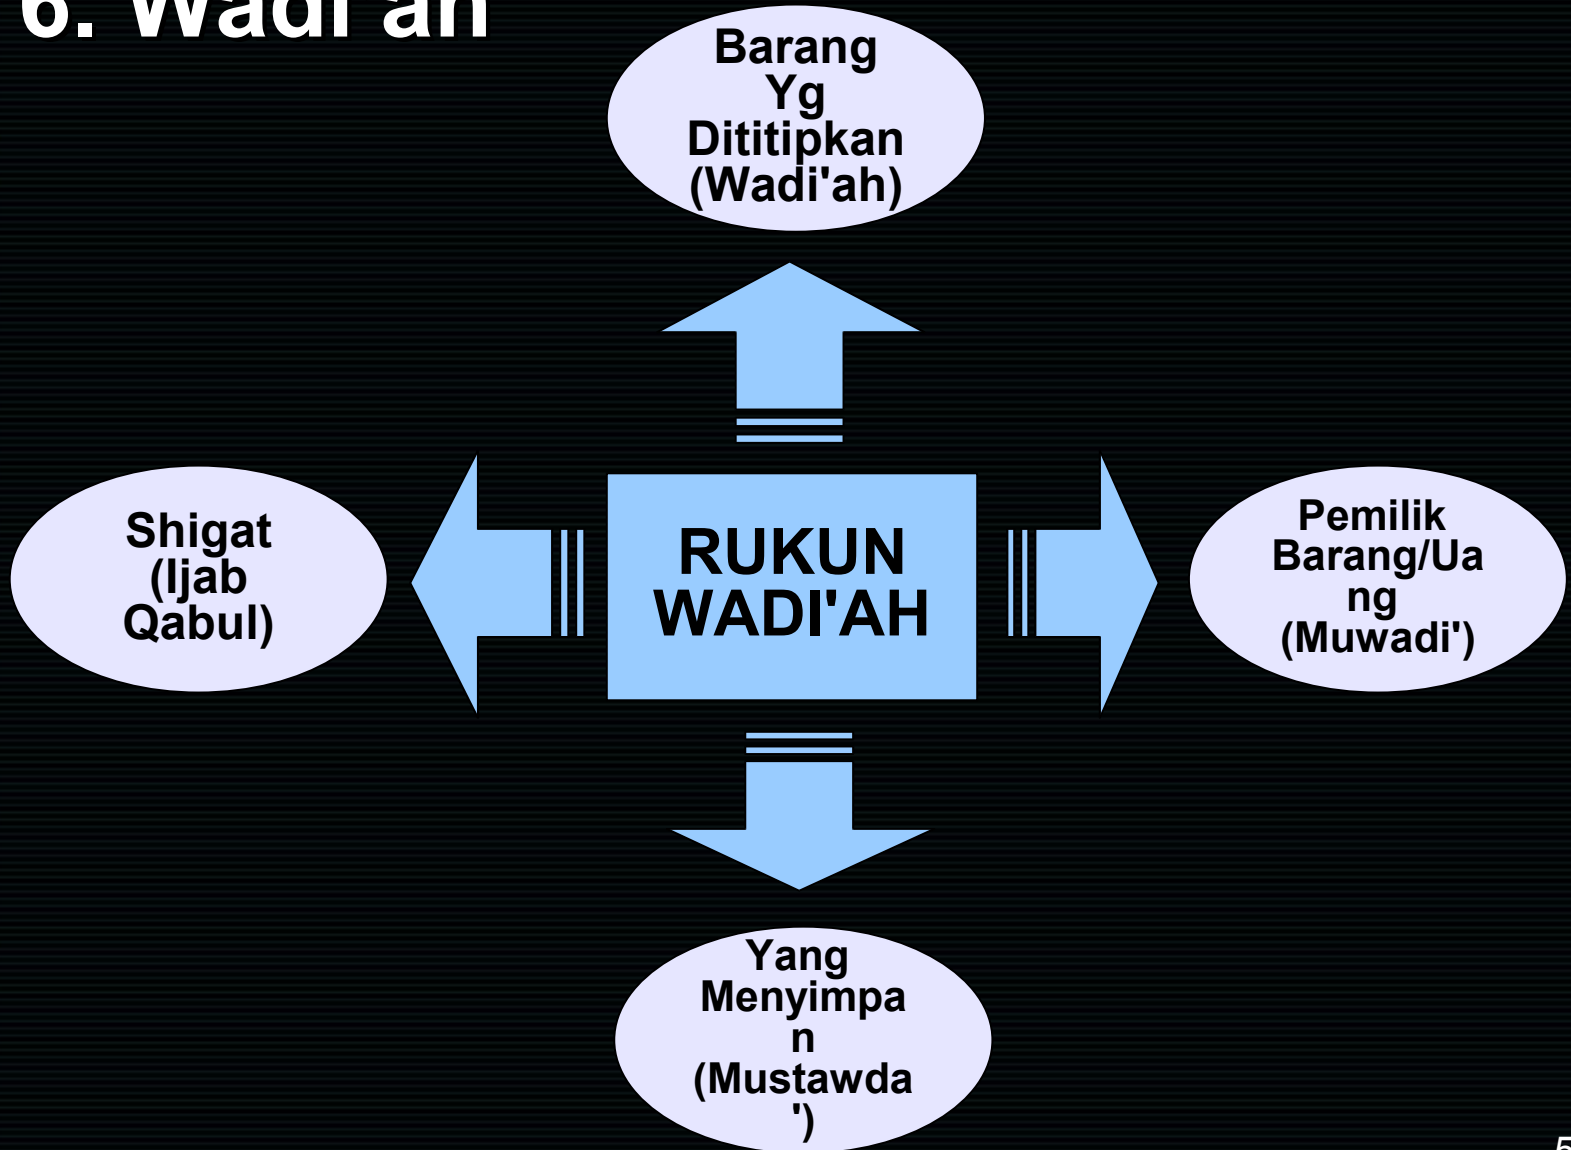 6. Wadi'ah
Barang
Yg
Dititipkan
(Wadi'ah)
Shigat
(Ijab
Qabul)
RUKUN
WADI'AH
Pemilik
Barang/Ua
ng
(Muwadi')
Yang
Menyimpa
n
(Mustawda
')